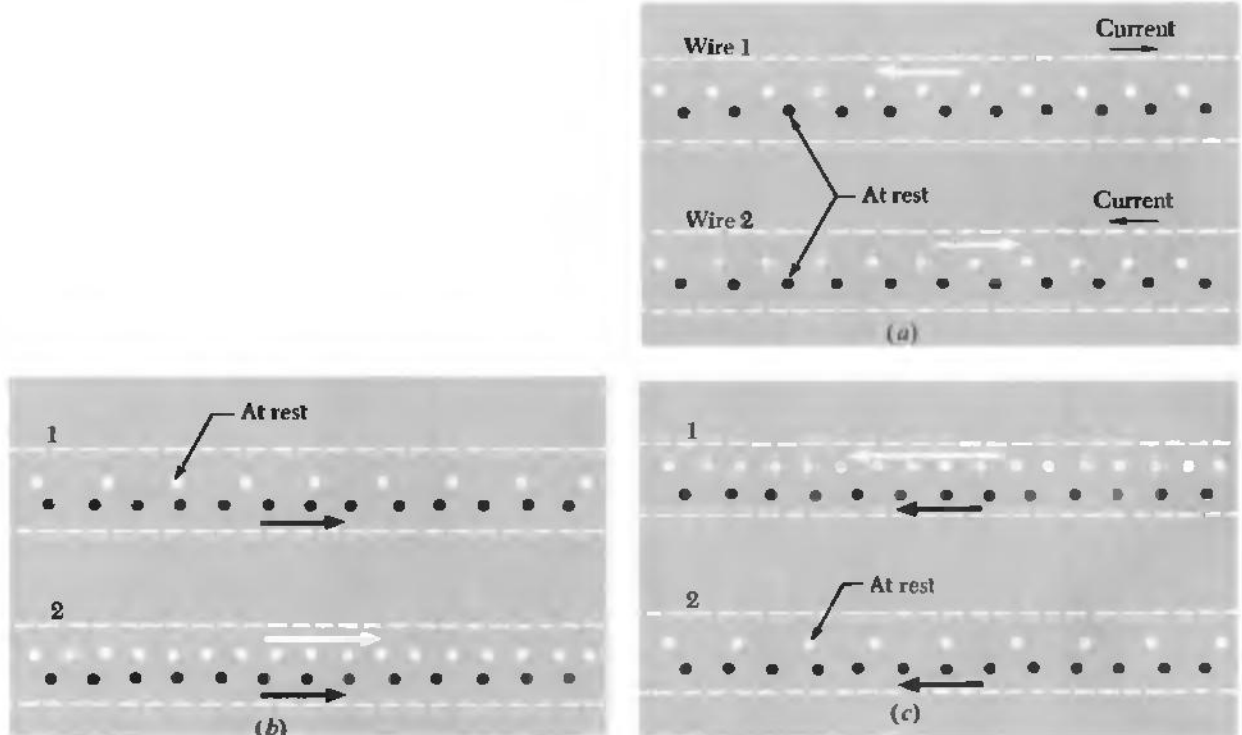 Wire 1
Current
At rest
Wire 2
Current
(a)
1
At rest
2
(b)
1
2
At rest
(c)